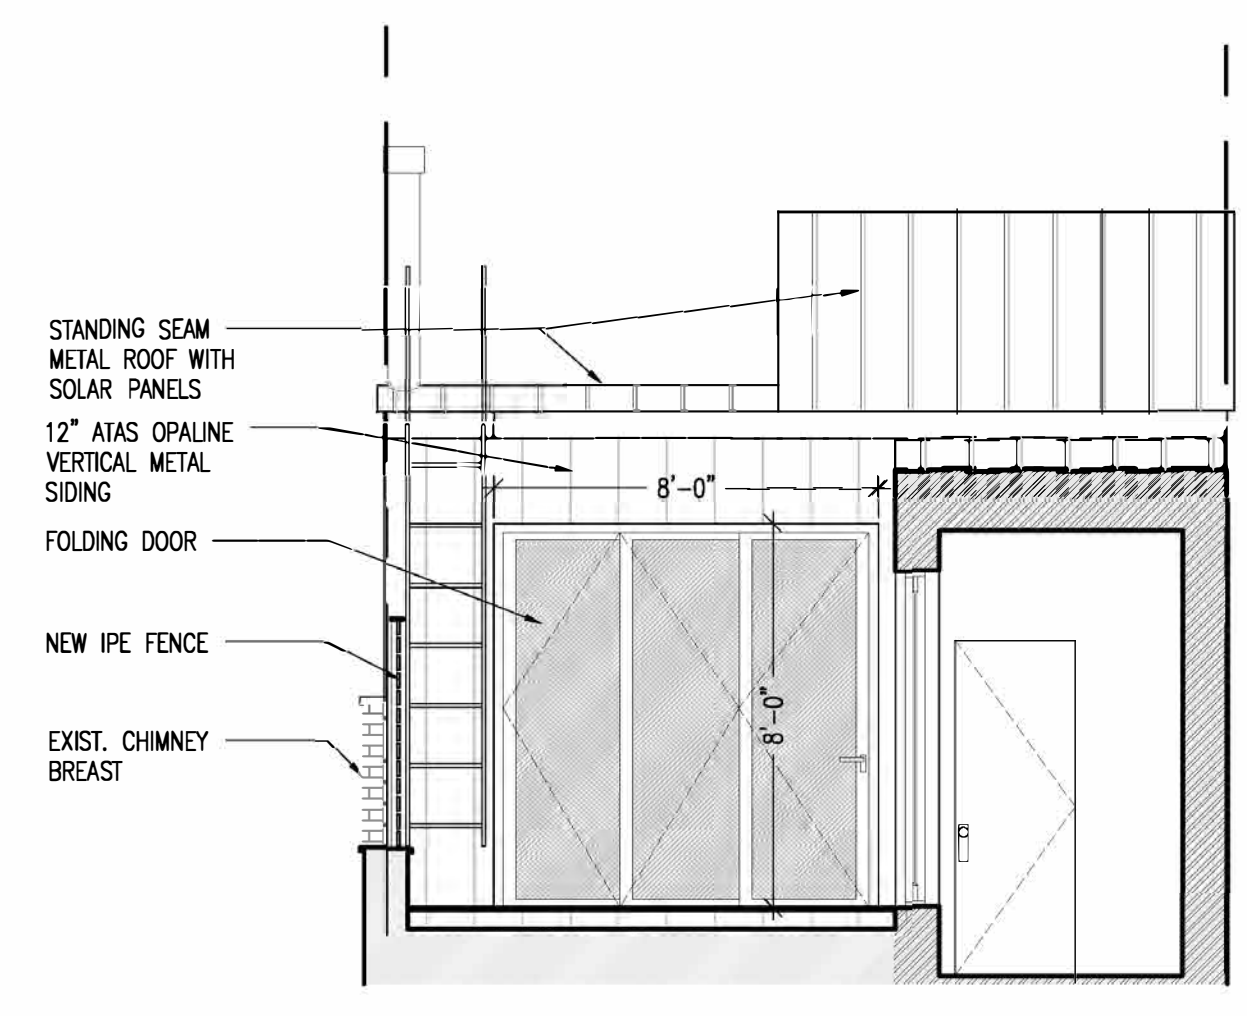 STANDING SEAM
METAL ROOF WITH
SOLAR PANELS
12" ATAS OPALINE
VERTICAL METAL
SIDING
8'-0"
FOLDING DOOR
NEW IPE FENCE
8'-0"
EXIST. CHIMNEY
BREAST